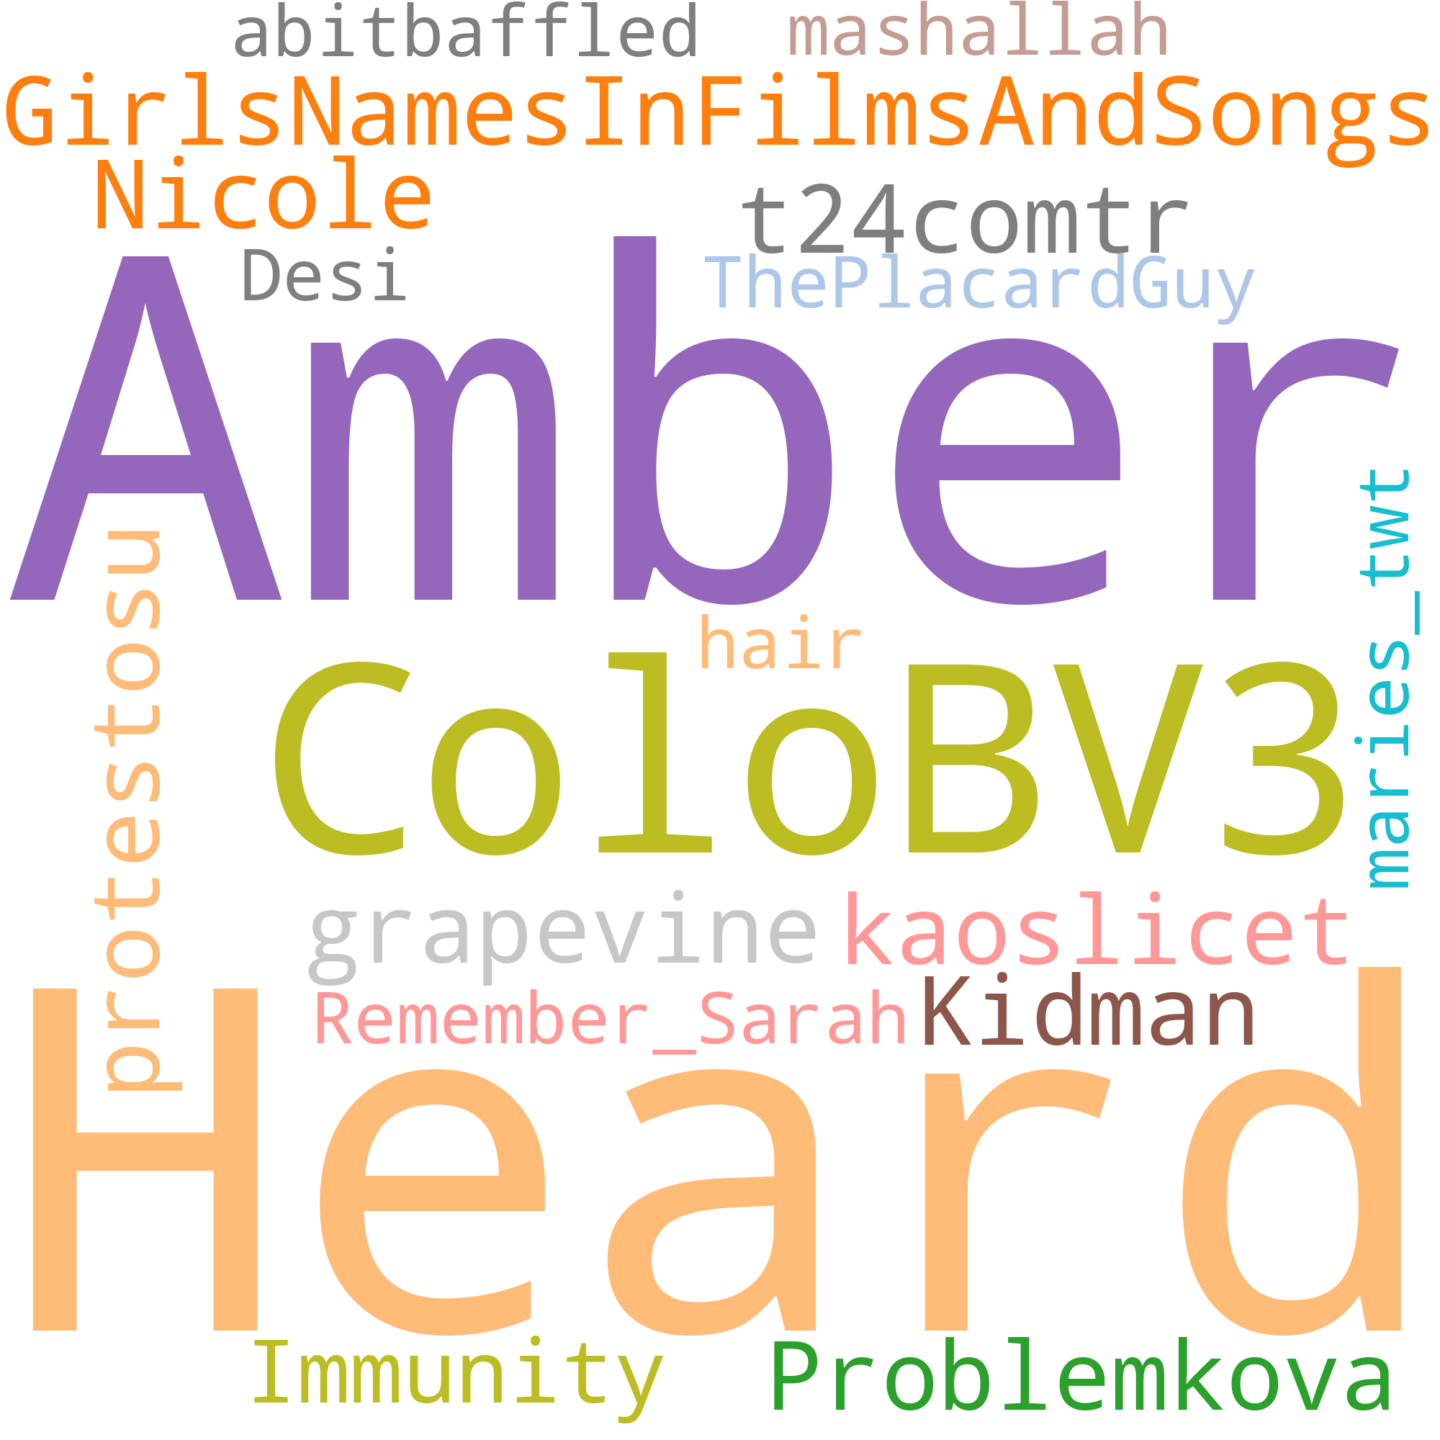 abitbaffled mashallah
GirlsNamesInFilmsAndSongs
Nicole t24comtr
Desi ThePlacardGuy
Amber
protestosu
maries_twt
hair
ColoBV3
grapevine kaoslicet
Remember_Sarah Kidman
Heard
Immunity Problemkova